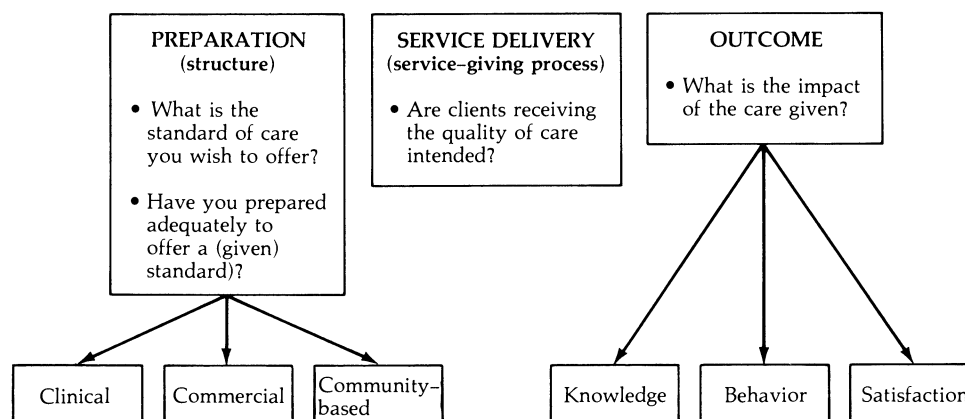 PREPARATION
(structure)
• What is the
standard of care
you wish to offer?
• Have you prepared
adequately to
offer a (given)
standard)?
SERVICE DELIVERY
(service–giving process)
• Are clients receiving
the quality of care
intended?
OUTCOME
• What is the impact
of the care given?
Clinical
Commercial
Community–
based
Knowledge
Behavior
Satisfaction